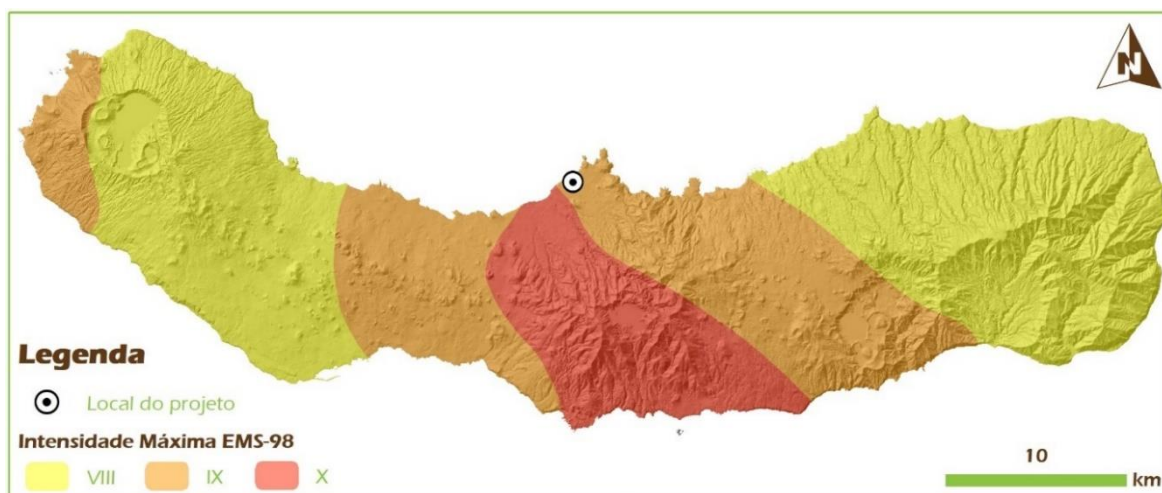 N
Legenda
Local do projeto
Intensidade Máxima EMS-98
VIII IX X
10
km